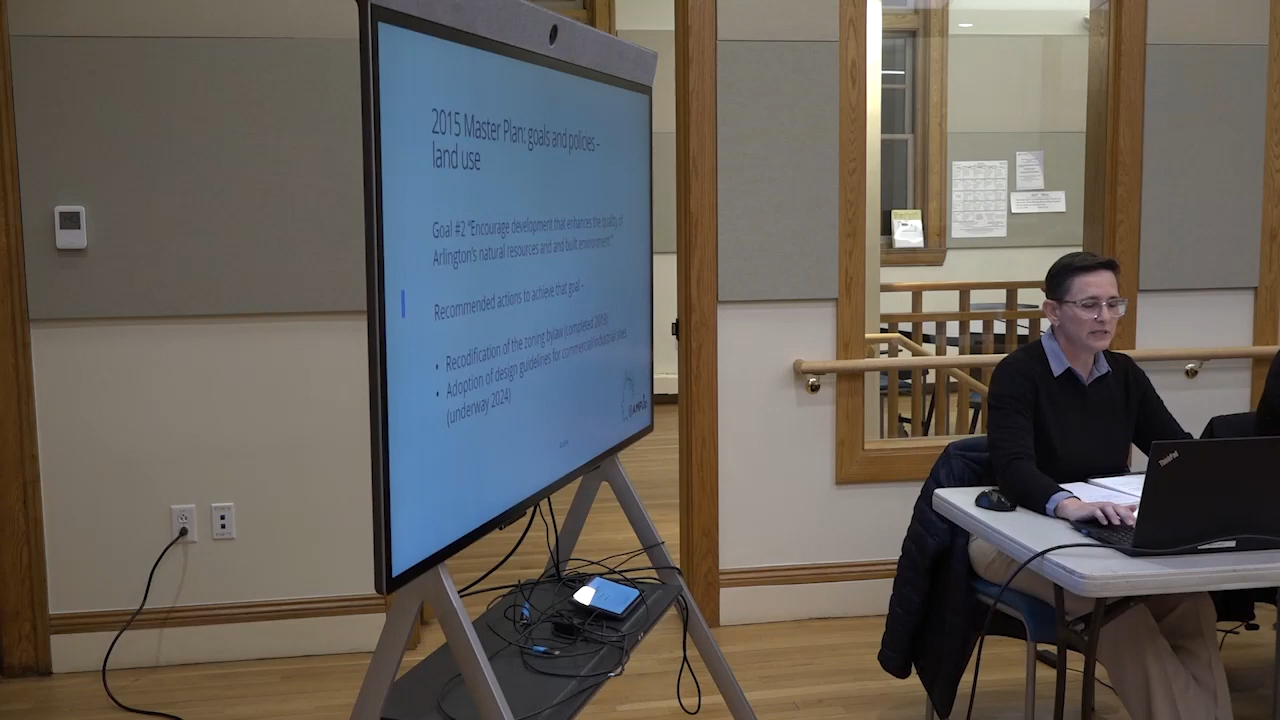 2015 Master Plan: goals and policies –
land use
Goal #2 “Encourage development that enhances the quality of
Arlington’s natural resources and and built environment”
Recommended actions to achieve that goal –
• Recodification of the zoning bylaw (completed 2018)
• Adoption of design guidelines for commercial/industrial sites
(underway 2024)
AMPUp
ThinkPad